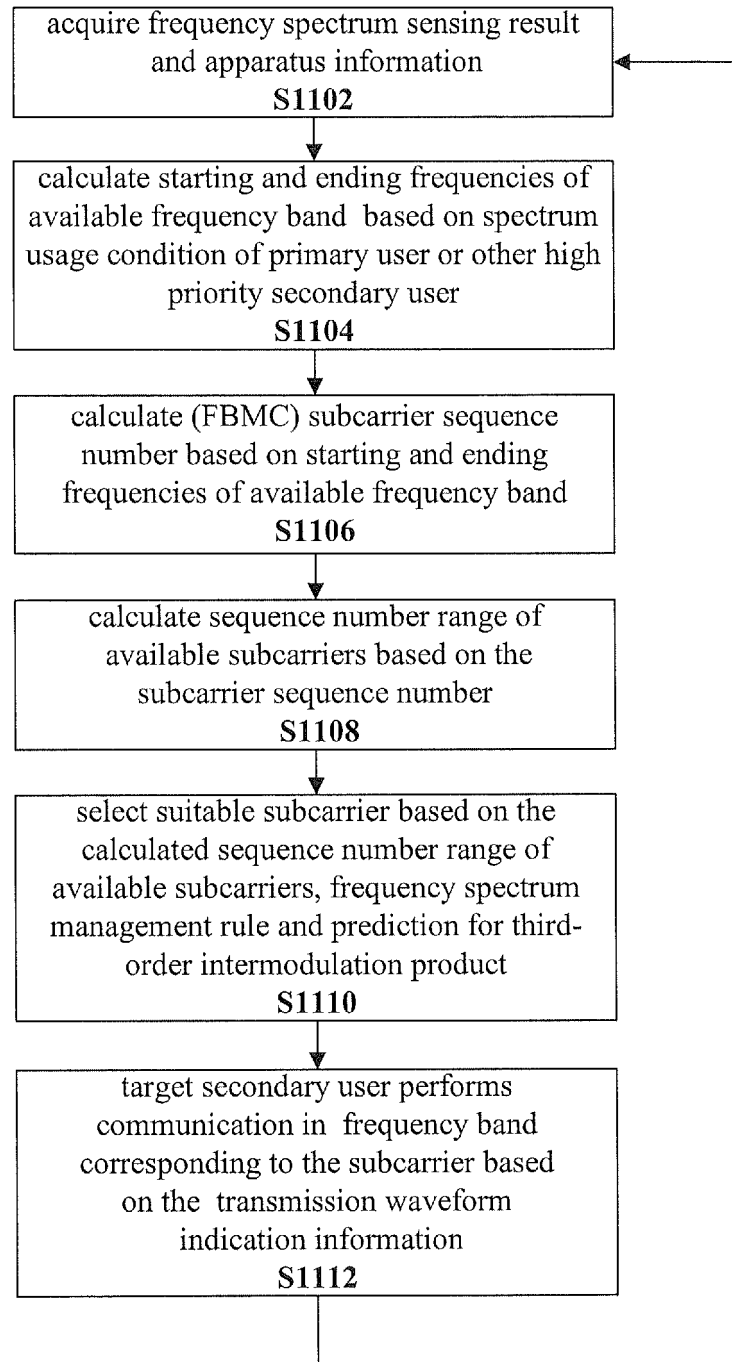 acquire frequency spectrum sensing result
and apparatus information
S1102
calculate starting and ending frequencies of
available frequency band based on spectrum
usage condition of primary user or other high
priority secondary user
S1104
calculate (FBMC) subcarrier sequence
number based on starting and ending
frequencies of available frequency band
S1106
calculate sequence number range of
available subcarriers based on the
subcarrier sequence number
S1108
select suitable subcarrier based on the
calculated sequence number range of
available subcarriers, frequency spectrum
management rule and prediction for third-
order intermodulation product
S1110
target secondary user performs
communication in frequency band
corresponding to the subcarrier based
on the transmission waveform
indication information
S1112